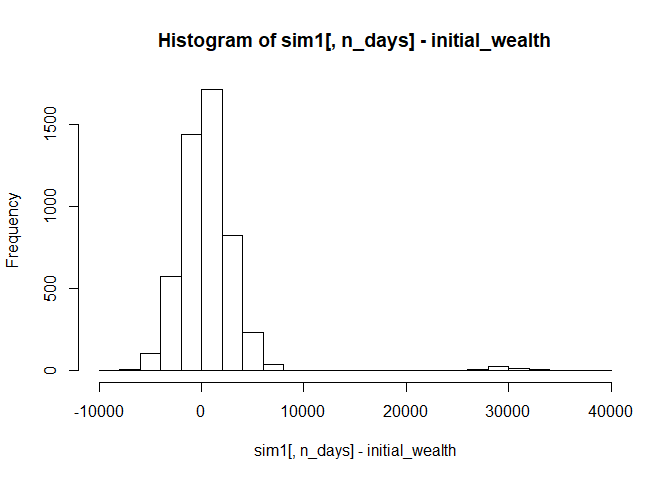 Histogram of sim1[, n_days] - initial_wealth
Frequency
1500
1000
500
0
-10000 0 10000 20000 30000 40000
sim1[, n_days] - initial_wealth